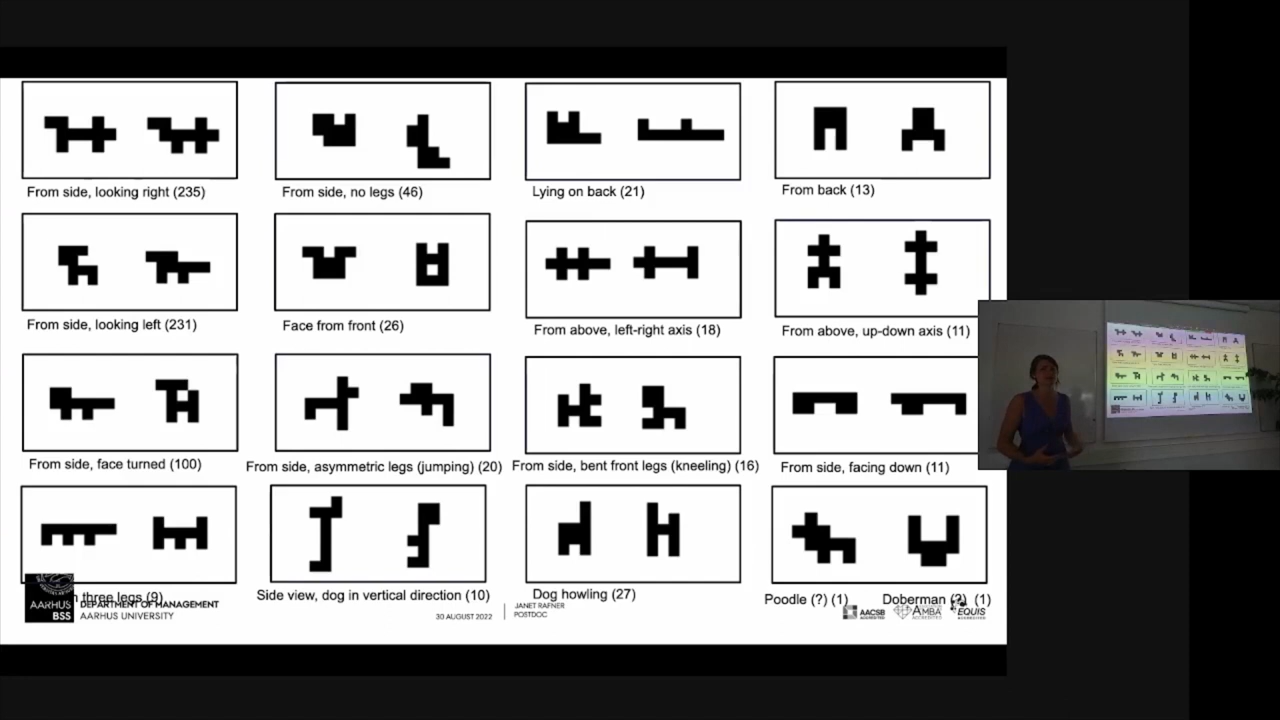 From side, looking right (235)
From side, no legs (46)
Lying on back (21)
From back (13)
From side, looking left (231)
Face from front (26)
From above, left-right axis (18)
From above, up-down axis (11)
From side, face turned (100)
From side, asymmetric legs (jumping) (20)
From side, bent front legs (kneeling) (16)
From side, facing down (11)
three legs (9)
Side view, dog in vertical direction (10)
Dog howling (27)
Poodle (?) (1)
Doberman (?) (1)
AARHUS
BSS
DEPARTMENT OF MANAGEMENT
AARHUS UNIVERSITY
30 AUGUST 2022
JANET RAFNER
POSTDOC
AACSB
ACCREDITED
AMBA
ACCREDITED
EQUIS
ACCREDITED